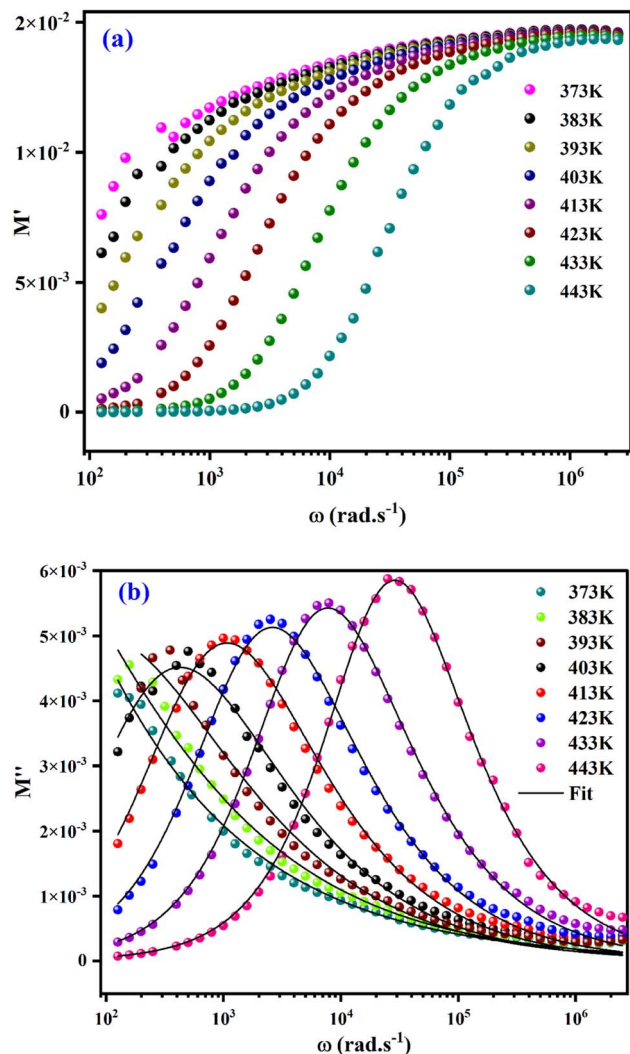 (a)
2×10⁻²
1×10⁻²
5×10⁻³
0
M'
373K
383K
393K
403K
413K
423K
433K
443K
10² 10³ 10⁴ 10⁵ 10⁶
ω (rad.s⁻¹)
(b)
6×10⁻³
5×10⁻³
4×10⁻³
3×10⁻³
2×10⁻³
1×10⁻³
0
M''
373K
383K
393K
403K
413K
423K
433K
443K
Fit
10² 10³ 10⁴ 10⁵ 10⁶
ω (rad.s⁻¹)